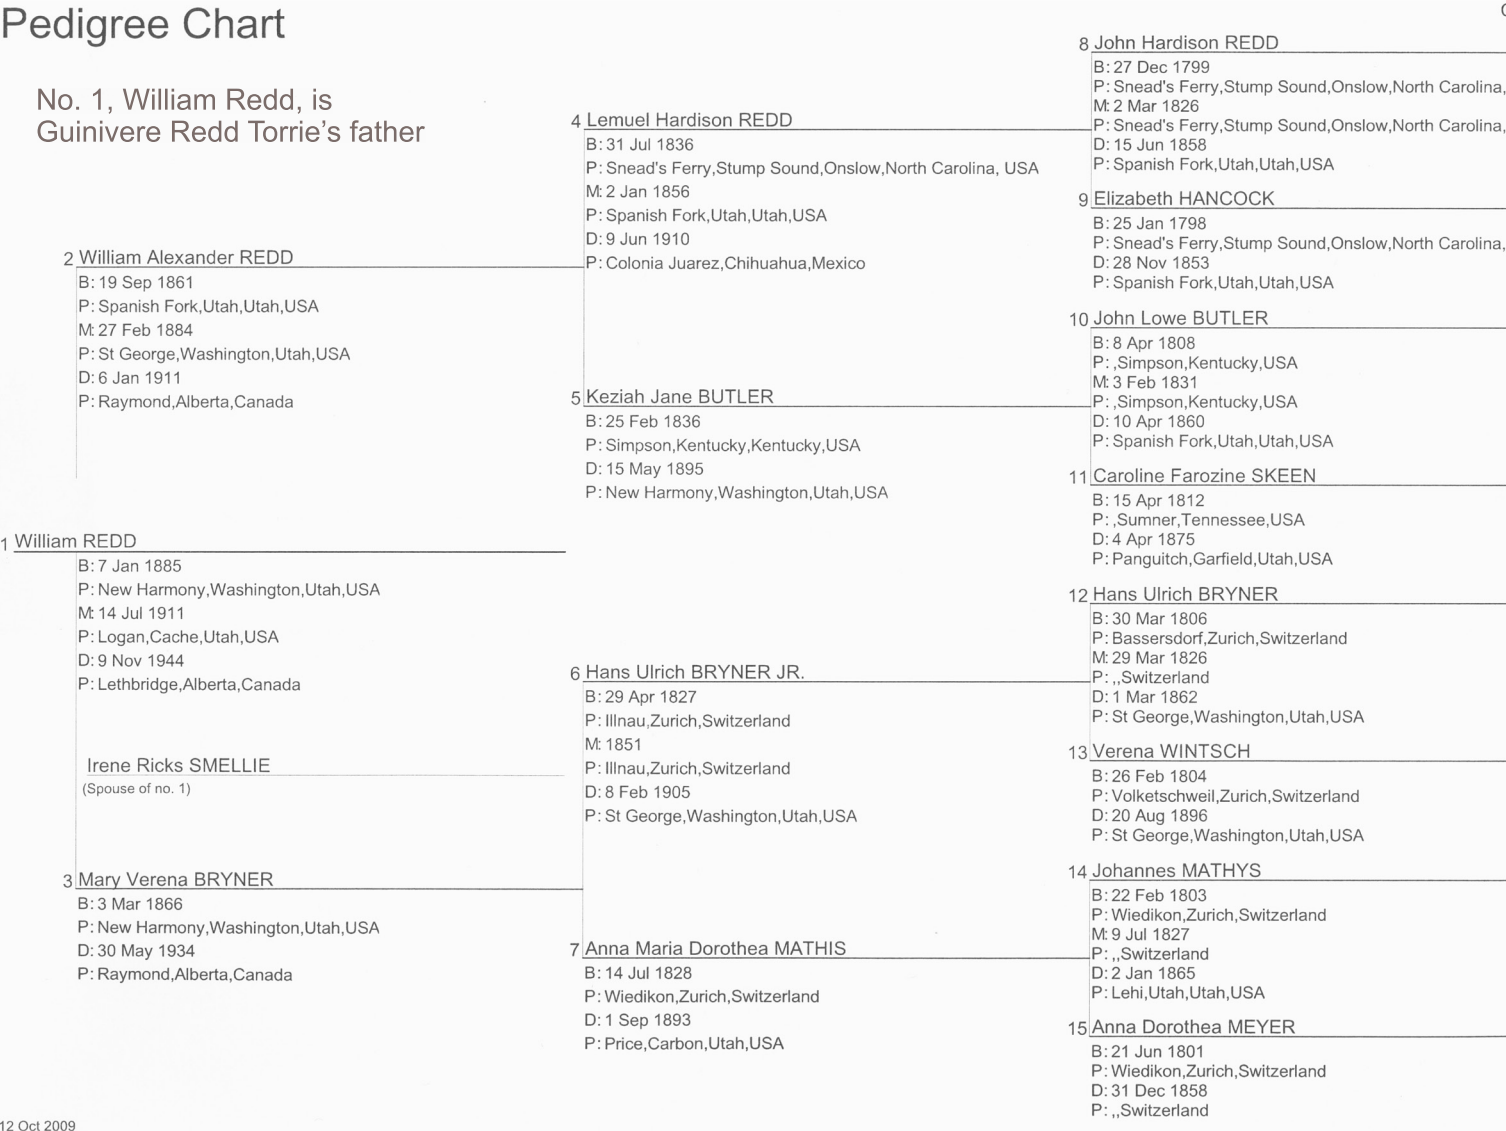 Pedigree Chart
No. 1, William Redd, is
Guinivere Redd Torrie's father
1 William REDD
B: 7 Jan 1885
P: New Harmony,Washington,Utah,USA
M: 14 Jul 1911
P: Logan,Cache,Utah,USA
D: 9 Nov 1944
P: Lethbridge,Alberta,Canada
Irene Ricks SMELLIE
(Spouse of no. 1)
2 William Alexander REDD
B: 19 Sep 1861
P: Spanish Fork,Utah,Utah,USA
M: 27 Feb 1884
P: St George,Washington,Utah,USA
D: 6 Jan 1911
P: Raymond,Alberta,Canada
3 Mary Verena BRYNER
B: 3 Mar 1866
P: New Harmony,Washington,Utah,USA
D: 30 May 1934
P: Raymond,Alberta,Canada
4 Lemuel Hardison REDD
B: 31 Jul 1836
P: Snead's Ferry,Stump Sound,Onslow,North Carolina, USA
M: 2 Jan 1856
P: Spanish Fork,Utah,Utah,USA
D: 9 Jun 1910
P: Colonia Juarez,Chihuahua,Mexico
5 Keziah Jane BUTLER
B: 25 Feb 1836
P: Simpson,Kentucky,Kentucky,USA
D: 15 May 1895
P: New Harmony,Washington,Utah,USA
6 Hans Ulrich BRYNER JR.
B: 29 Apr 1827
P: Illnau,Zurich,Switzerland
M: 1851
P: Illnau,Zurich,Switzerland
D: 8 Feb 1905
P: St George,Washington,Utah,USA
7 Anna Maria Dorothea MATHIS
B: 14 Jul 1828
P: Wiedikon,Zurich,Switzerland
D: 1 Sep 1893
P: Price,Carbon,Utah,USA
8 John Hardison REDD
B: 27 Dec 1799
P: Snead's Ferry,Stump Sound,Onslow,North Carolina,
M: 2 Mar 1826
P: Snead's Ferry,Stump Sound,Onslow,North Carolina,
D: 15 Jun 1858
P: Spanish Fork,Utah,Utah,USA
9 Elizabeth HANCOCK
B: 25 Jan 1798
P: Snead's Ferry,Stump Sound,Onslow,North Carolina,
D: 28 Nov 1853
P: Spanish Fork,Utah,Utah,USA
10 John Lowe BUTLER
B: 8 Apr 1808
P: ,Simpson,Kentucky,USA
M: 3 Feb 1831
P: ,Simpson,Kentucky,USA
D: 10 Apr 1860
P: Spanish Fork,Utah,Utah,USA
11 Caroline Farozine SKEEN
B: 15 Apr 1812
P: ,Sumner,Tennessee,USA
D: 4 Apr 1875
P: Panguitch,Garfield,Utah,USA
12 Hans Ulrich BRYNER
B: 30 Mar 1806
P: Bassersdorf,Zurich,Switzerland
M: 29 Mar 1826
P: ,,Switzerland
D: 1 Mar 1862
P: St George,Washington,Utah,USA
13 Verena WINTSCH
B: 26 Feb 1804
P: Volketschweil,Zurich,Switzerland
D: 20 Aug 1896
P: St George,Washington,Utah,USA
14 Johannes MATHYS
B: 22 Feb 1803
P: Wiedikon,Zurich,Switzerland
M: 9 Jul 1827
P: ,,Switzerland
D: 2 Jan 1865
P: Lehi,Utah,Utah,USA
15 Anna Dorothea MEYER
B: 21 Jun 1801
P: Wiedikon,Zurich,Switzerland
D: 31 Dec 1858
P: ,,Switzerland
12 Oct 2009